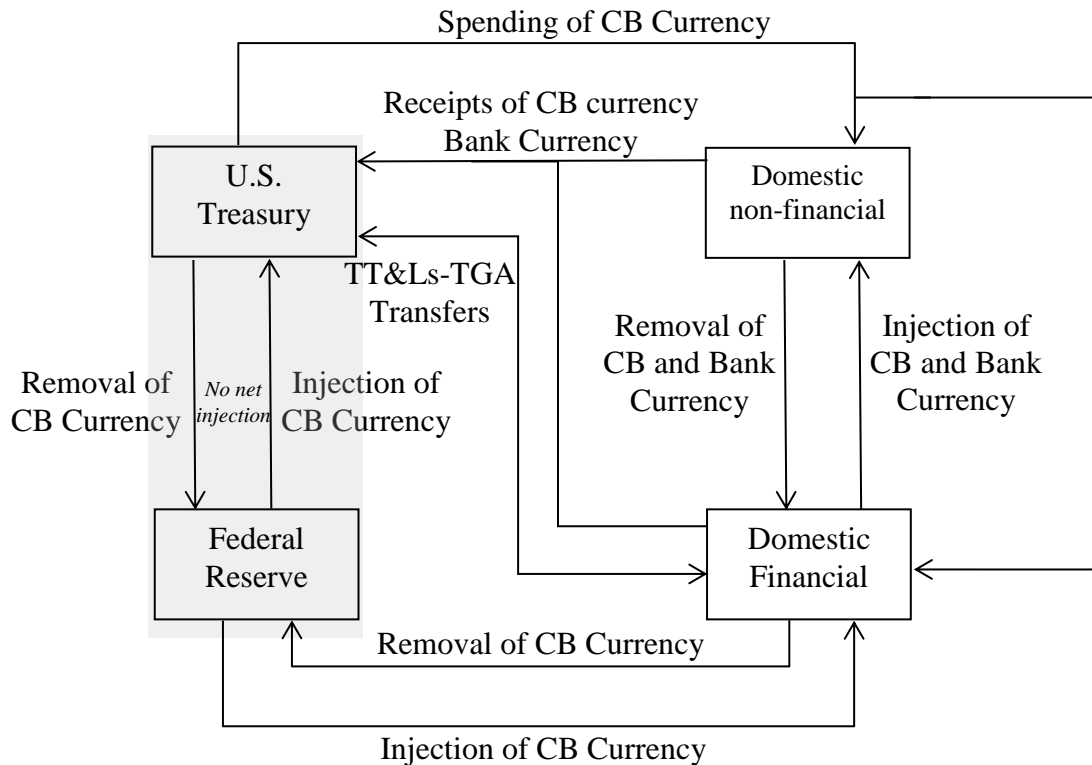 Spending of CB Currency
Receipts of CB currency
Bank Currency
U.S.
Treasury
Domestic
non-financial
TT&Ls-TGA
Transfers
Removal of
CB Currency
No net
injection
Injection of
CB Currency
Removal of
CB and Bank
Currency
Injection of
CB and Bank
Currency
Federal
Reserve
Domestic
Financial
Removal of CB Currency
Injection of CB Currency